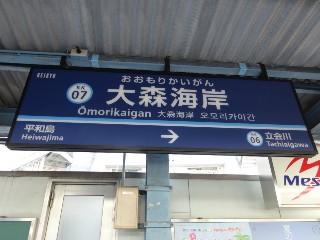 KEIKYU
KK
07
おおもりかいがん
大森海岸
Ōmorikaigan 大森海岸 오모리카이간
平和島
Heiwajima
→
KK
06
立会川
Tachiaigawa